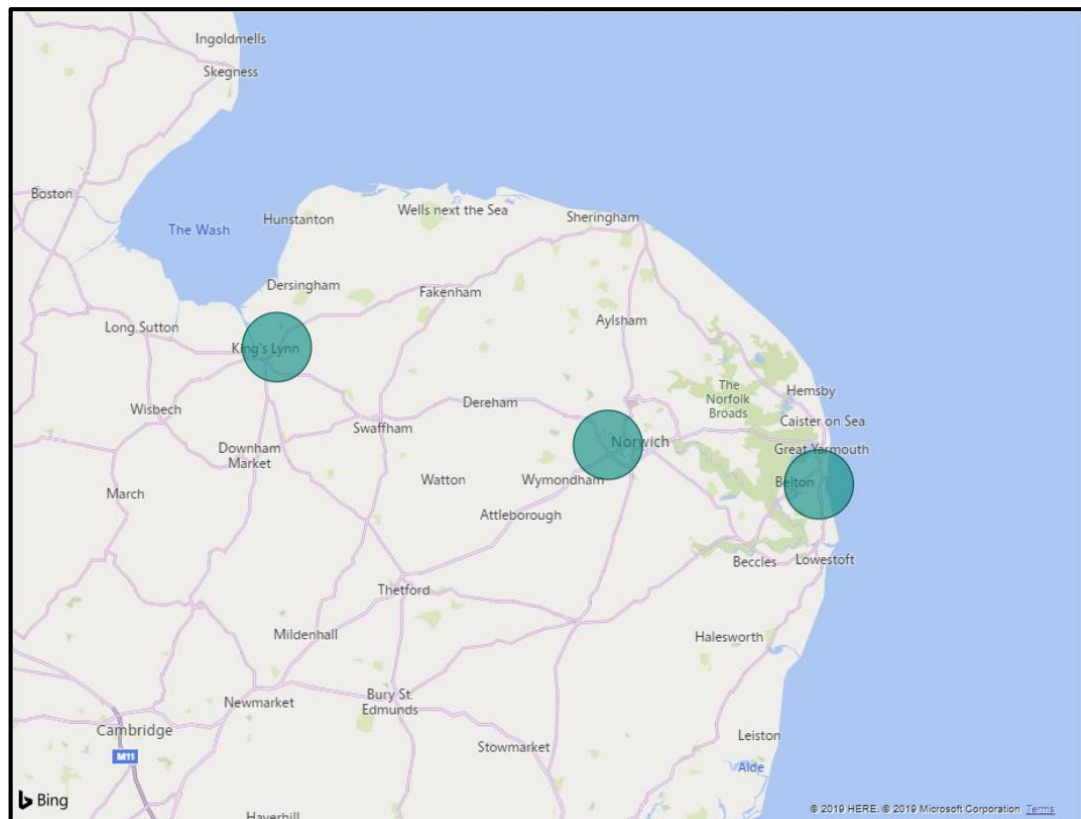 Ingoldmells
Skegness
Boston
Hunstanton
Wells next the Sea
Sheringham
The Wash
Dersingham
Fakenham
Long Sutton
King's Lynn
Aylsham
Wisbech
Dereham
The
Norfolk
Broads
Hemsby
Caister on Sea
Swaffham
Norwich
Downham
Market
Great Yarmouth
Watton
Wymondham
Belton
March
Attleborough
Beccles
Lowestoft
Thetford
Mildenhall
Halesworth
Newmarket
Bury St.
Edmunds
Cambridge
M11
Stowmarket
Leiston
Alde
Bing
© 2019 HERE, © 2019 Microsoft Corporation Terms
Haverhill